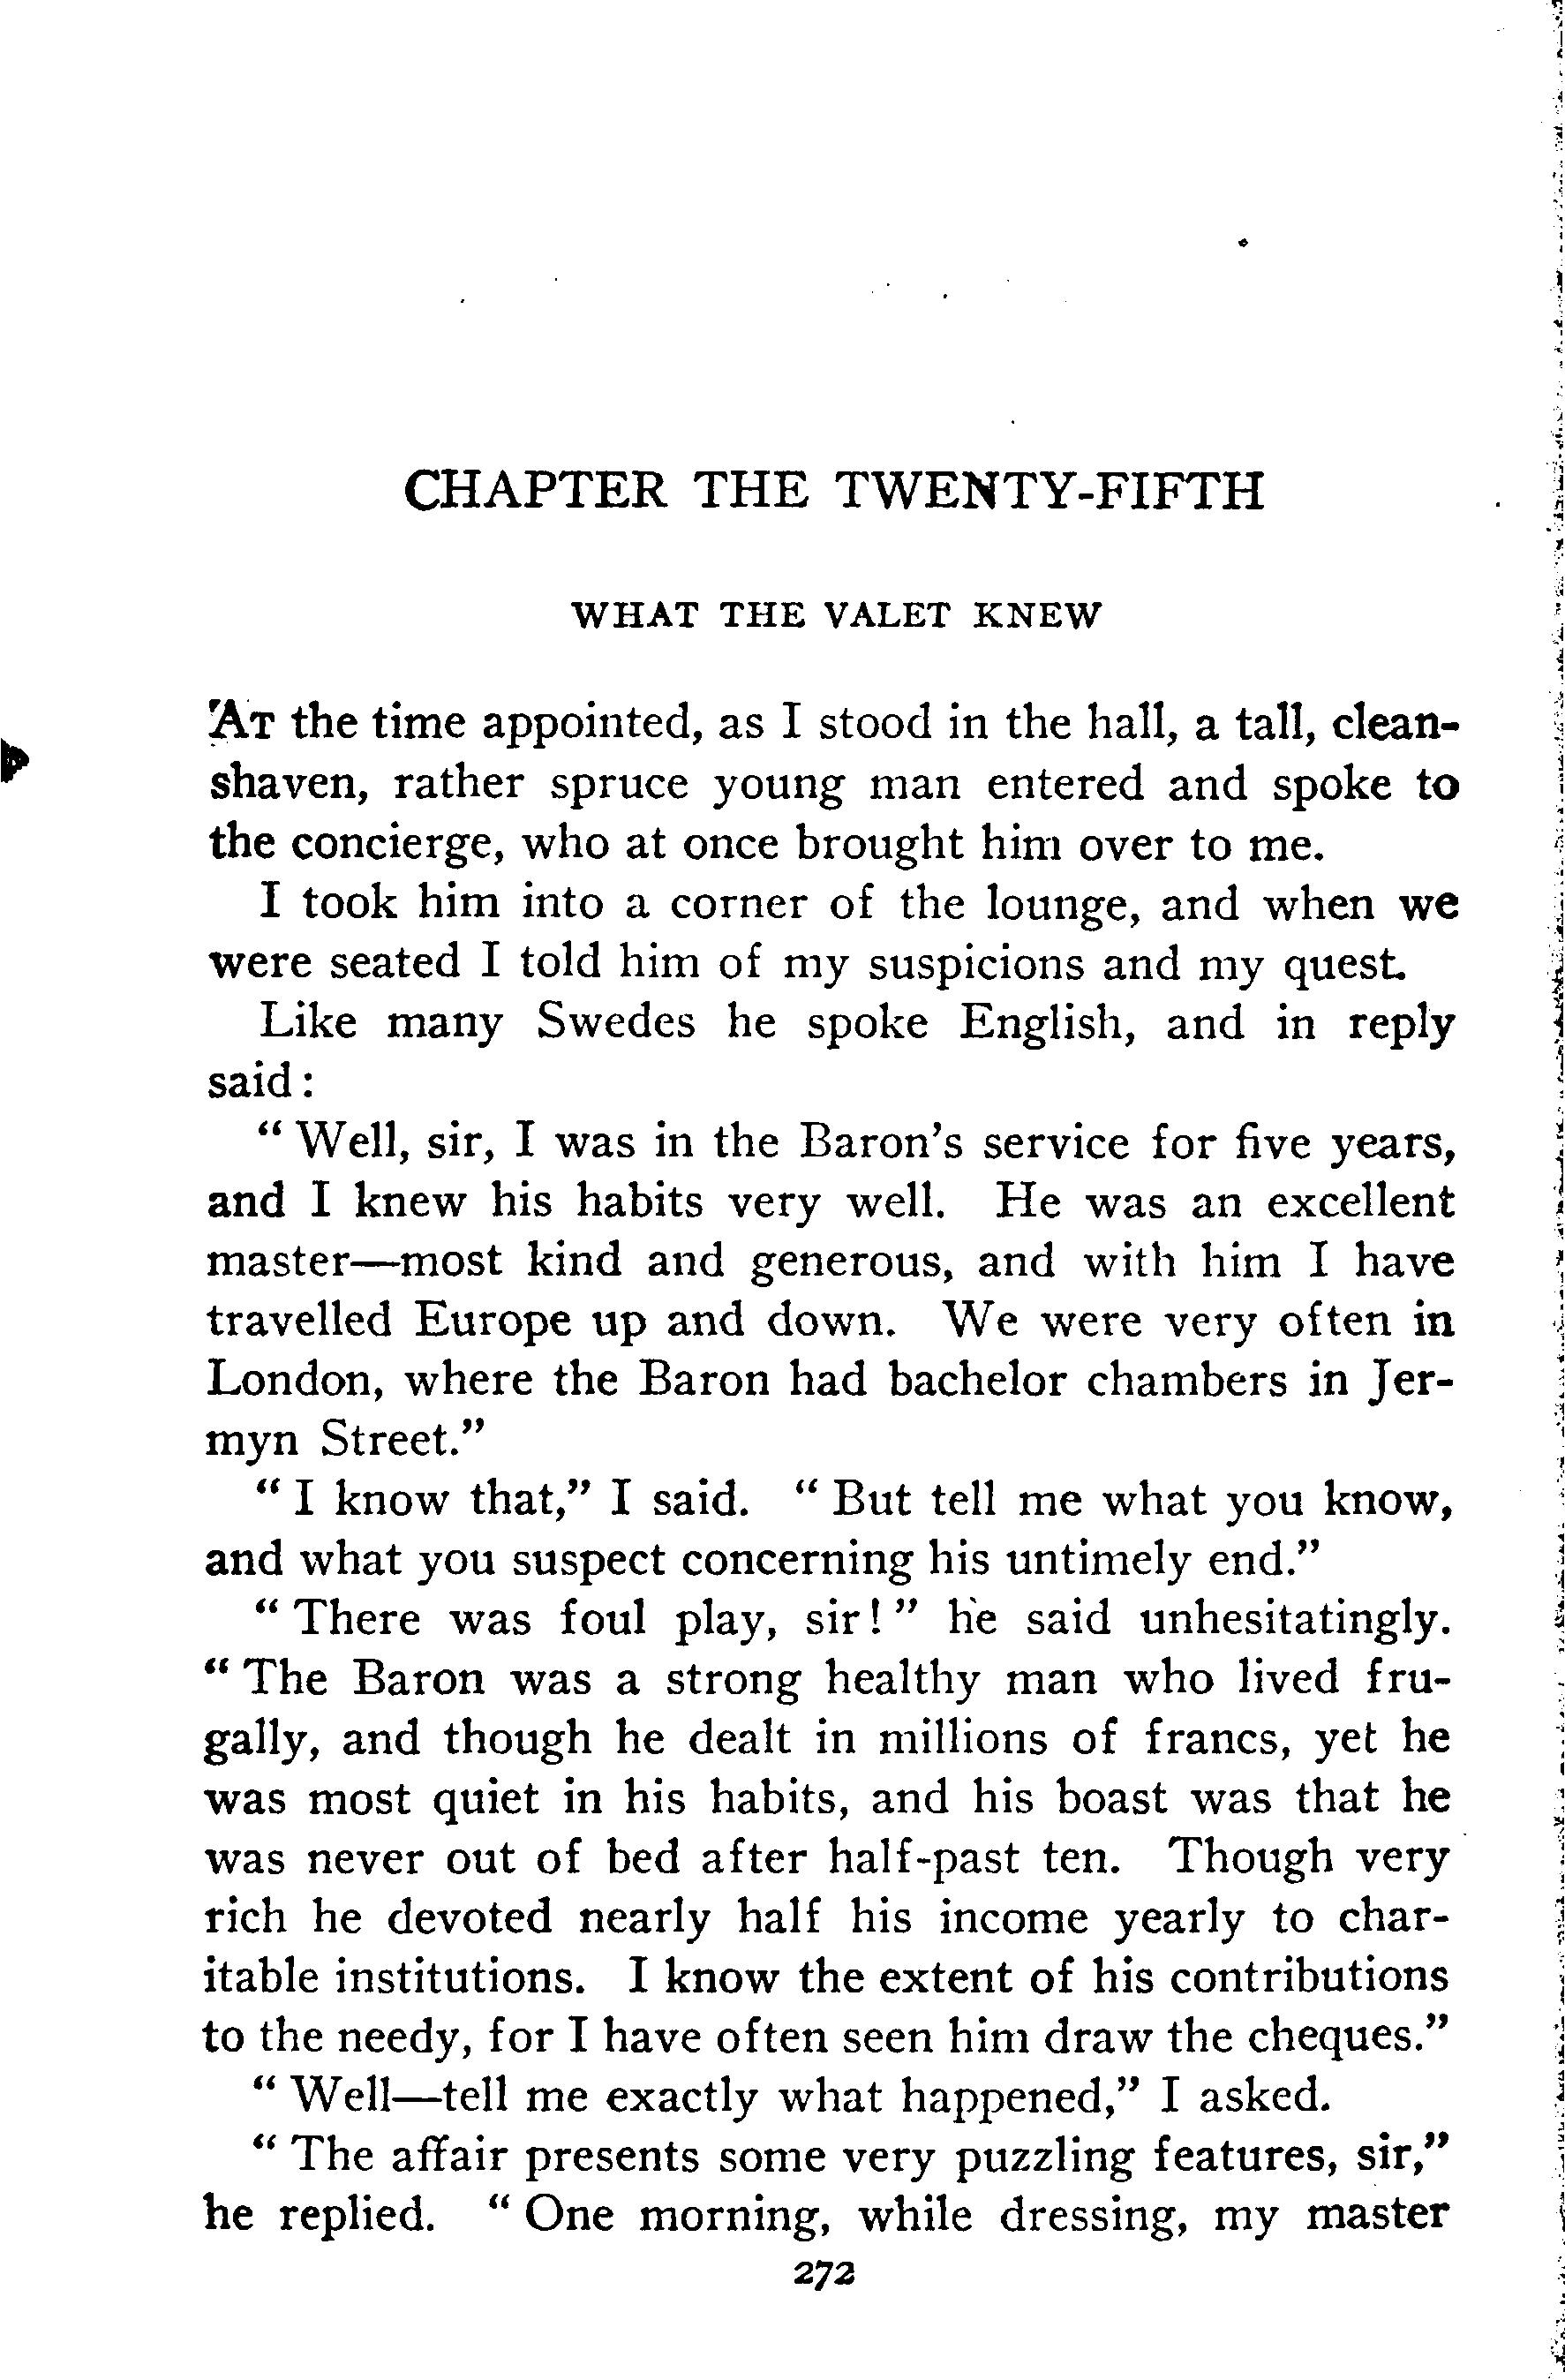 CHAPTER THE TWENTY-FIFTH
WHAT THE VALET KNEW
AT the time appointed, as I stood in the hall, a tall, clean-
shaven, rather spruce young man entered and spoke to
the concierge, who at once brought him over to me.
I took him into a corner of the lounge, and when we
were seated I told him of my suspicions and my quest.
Like many Swedes he spoke English, and in reply
said:
"Well, sir, I was in the Baron's service for five years,
and I knew his habits very well. He was an excellent
master—most kind and generous, and with him I have
travelled Europe up and down. We were very often in
London, where the Baron had bachelor chambers in Jer-
myn Street."
"I know that," I said. "But tell me what you know,
and what you suspect concerning his untimely end."
"There was foul play, sir!" he said unhesitatingly.
"The Baron was a strong healthy man who lived fru-
gally, and though he dealt in millions of francs, yet he
was most quiet in his habits, and his boast was that he
was never out of bed after half-past ten. Though very
rich he devoted nearly half his income yearly to char-
itable institutions. I know the extent of his contributions
to the needy, for I have often seen him draw the cheques."
"Well—tell me exactly what happened," I asked.
"The affair presents some very puzzling features, sir,"
he replied. "One morning, while dressing, my master
272